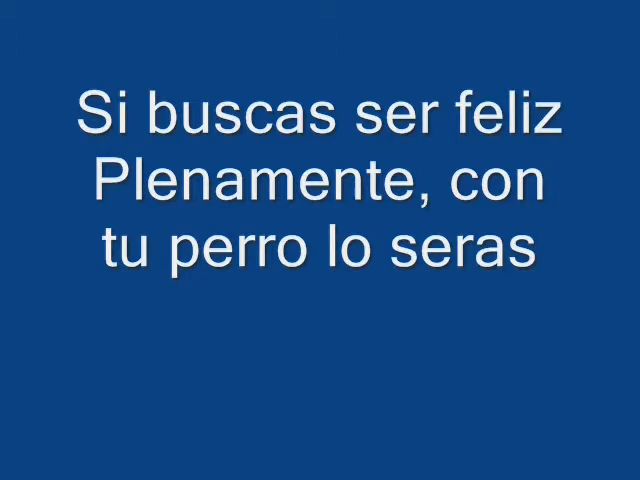 Si buscas ser feliz
Plenamente, con
tu perro lo seras